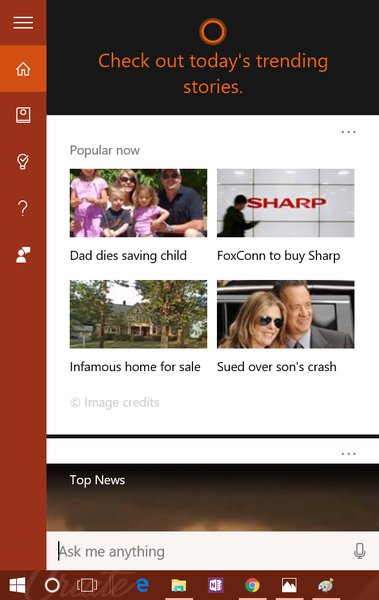 Check out today's trending
stories.
Popular now
SHARP
Dad dies saving child
FoxConn to buy Sharp
Infamous home for sale
Sued over son's crash
© Image credits
Top News
Ask me anything